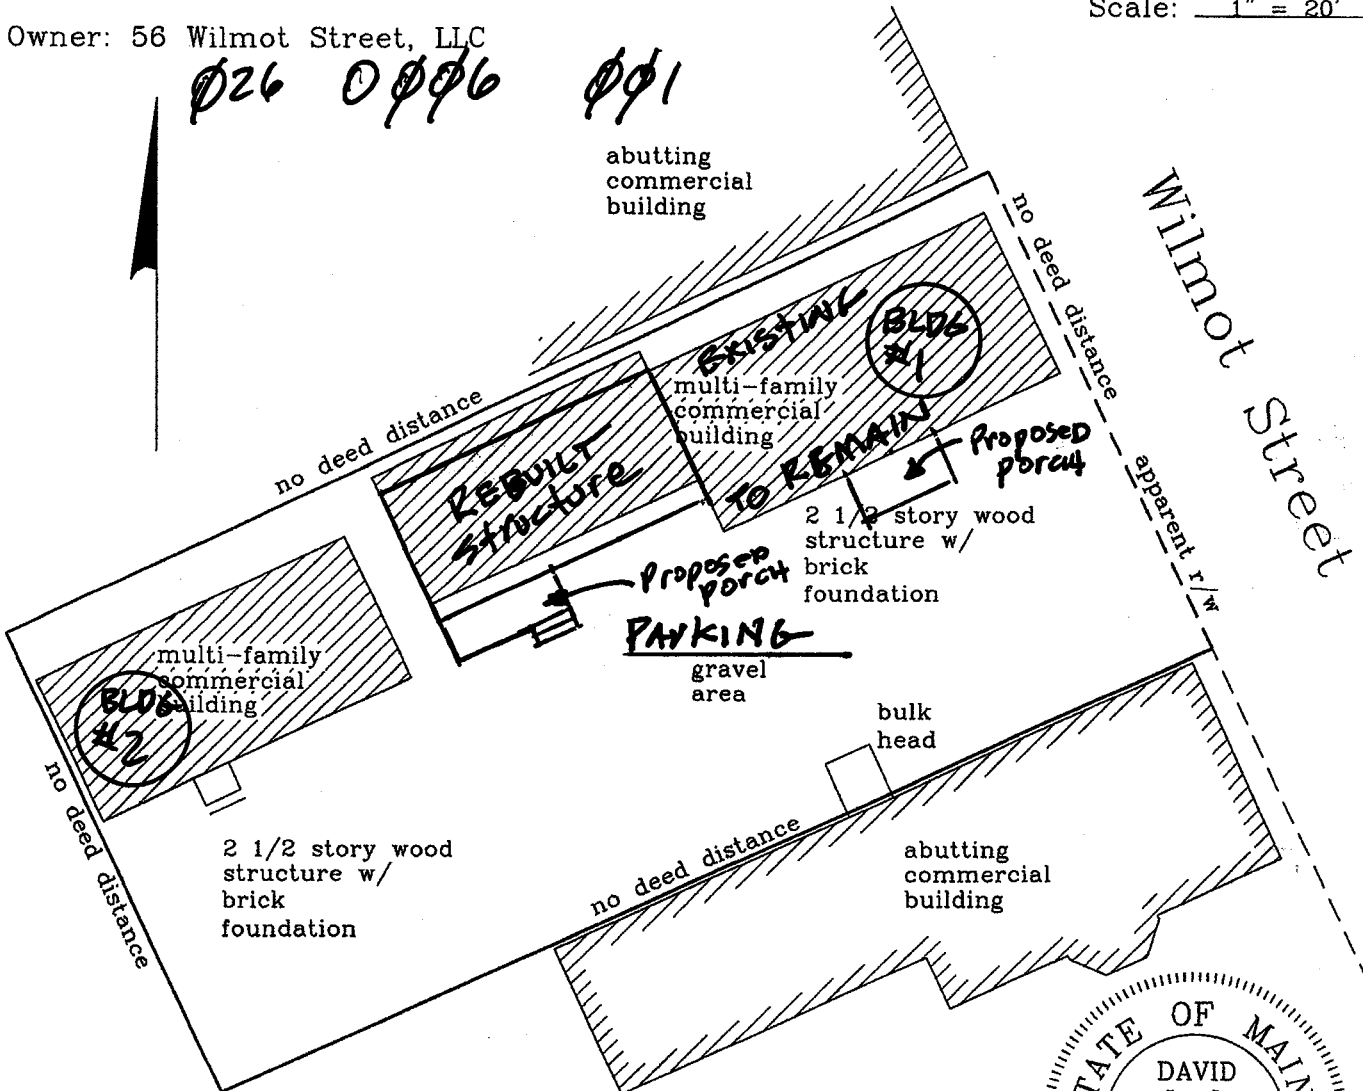 Scale: 1" = 20'
Owner: 56 Wilmot Street, LLC
Ø26 0ØØ6 ØØ1
abutting
commercial
building
Wilmot Street
no deed distance
apparent r/w
no deed distance
EXISTING
BLDG
#1
multi-family
commercial
building
TO REMAIN
REBUILT
structure
Proposed
porch
2 1/2 story wood
structure w/
brick
foundation
Proposed
porch
PARKING
gravel
area
multi-family
commercial
building
BLDG
#2
bulk
head
no deed distance
2 1/2 story wood
structure w/
brick
foundation
no deed distance
abutting
commercial
building
STATE OF MAIN
DAVID